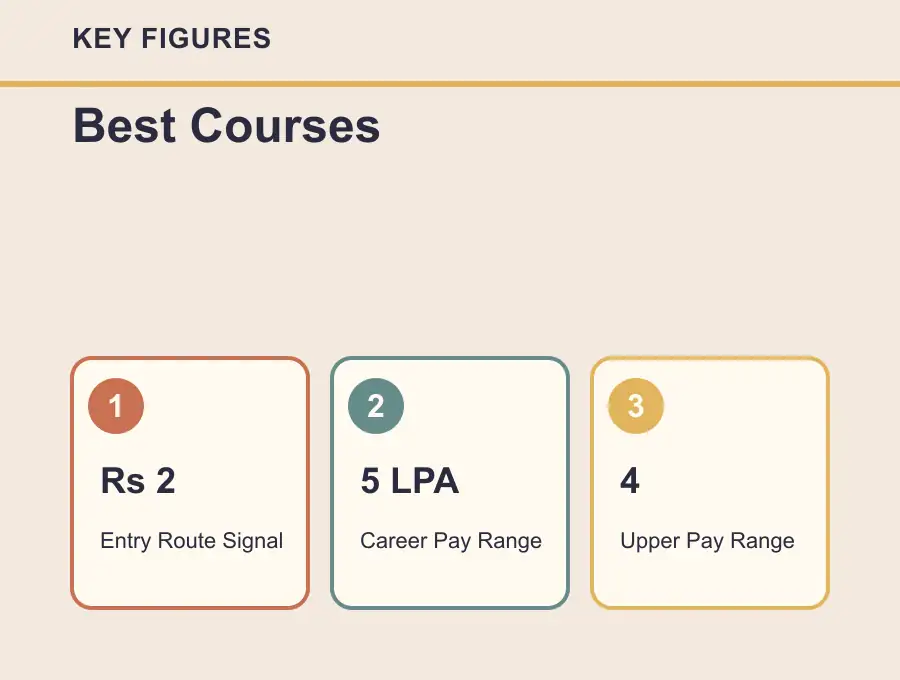 KEY FIGURES
Best Courses
1
Rs 2
Entry Route Signal
2
5 LPA
Career Pay Range
3
4
Upper Pay Range